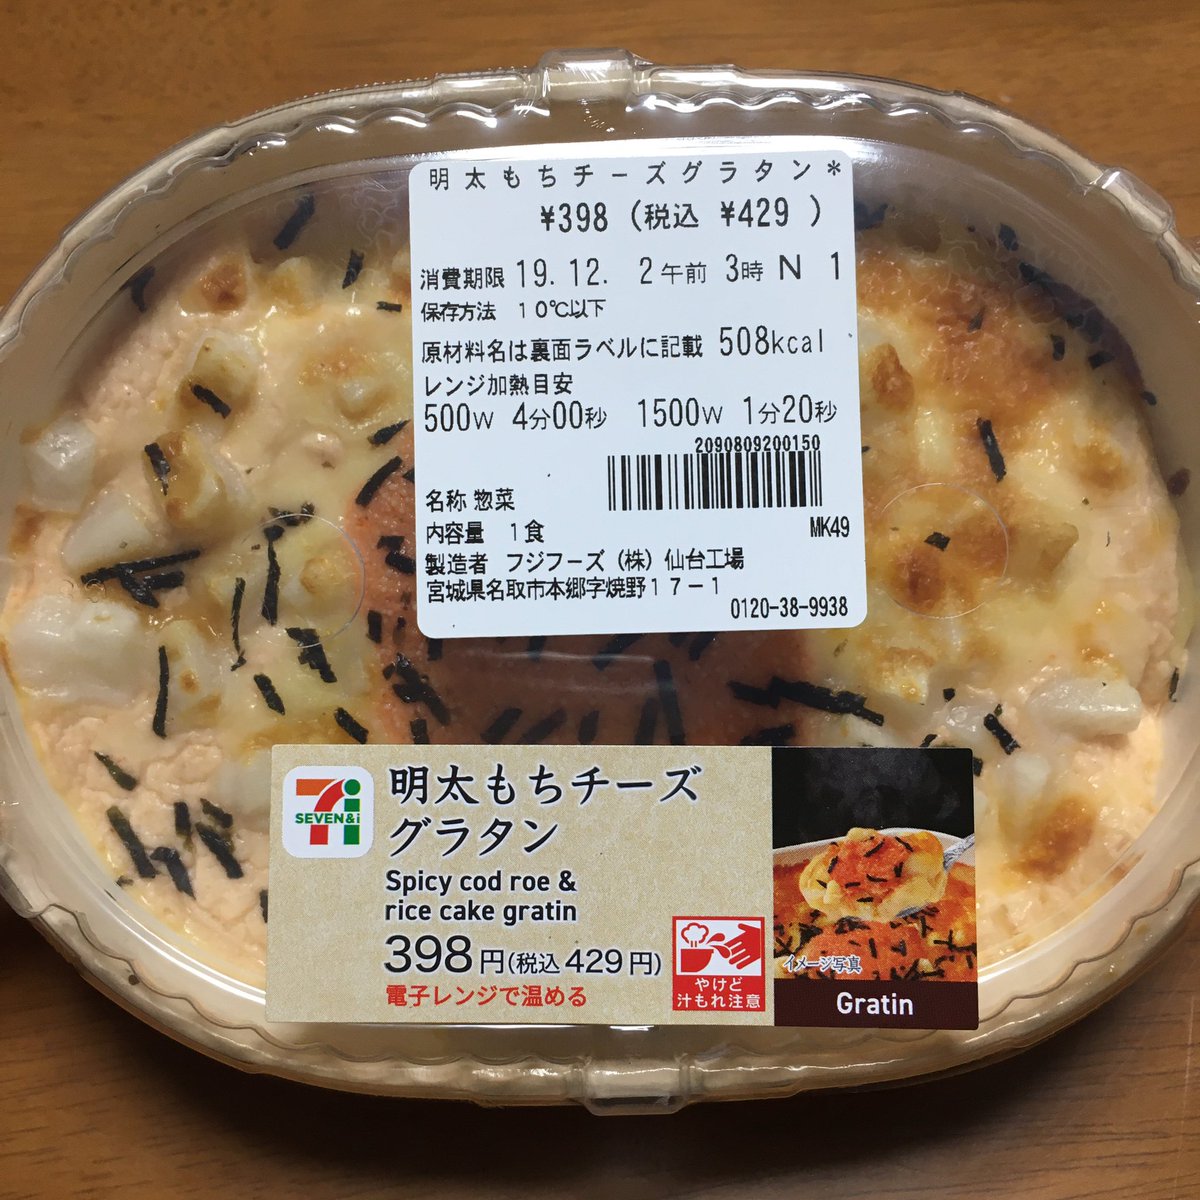 明太もちチーズグラタン*
¥398 (税込 ¥429 )
消費期限 19.12. 2午前 3時 N 1
保存方法 10℃以下
原材料名は裏面ラベルに記載 508kcal
レンジ加熱目安
500W 4分00秒 1500W 1分20秒
2090809200150
名称 惣菜
内容量 1食
MK49
製造者 フジフーズ(株)仙台工場
宮城県名取市本郷字焼野17-1
0120-38-9938
SEVEN&i
明太もちチーズ
グラタン
Spicy cod roe &
rice cake gratin
398円(税込429円)
電子レンジで温める
やけど
汁もれ注意
イメージ写真
Gratin